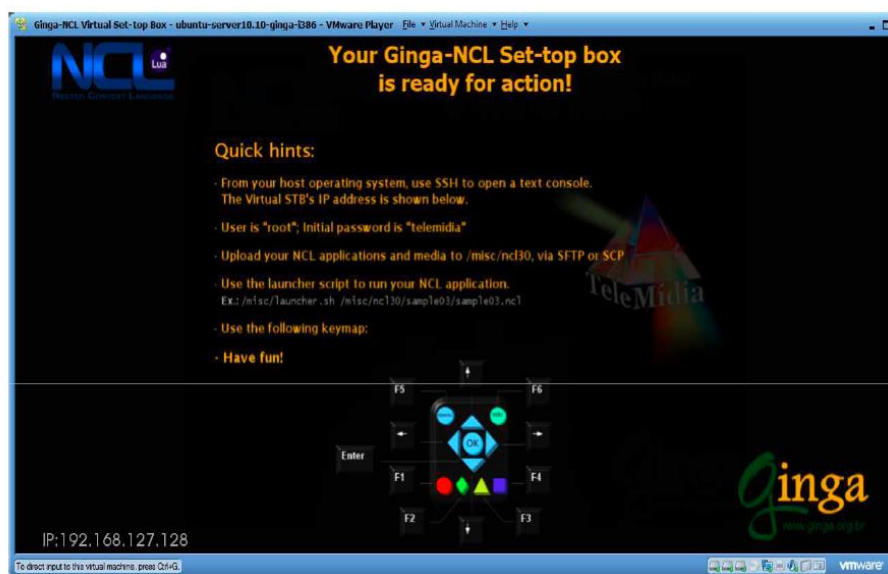 Ginga-NCL Virtual Set-top Box - ubuntu-server10.10-ginga-i386 - VMware Player File Virtual Machine Help
NCL Lua
NESTED CONTEXT LANGUAGE
Your Ginga-NCL Set-top box
is ready for action!
Quick hints:
· From your host operating system, use SSH to open a text console.
The Virtual STB's IP address is shown below.
· User is "root"; Initial password is "telemidia"
· Upload your NCL applications and media to /misc/ncl30, via SFTP or SCP
· Use the launcher script to run your NCL application.
Ex.: /misc/launcher.sh /misc/ncl30/sample03/sample03.ncl
TeleMídia
· Use the following keymap:
· Have fun!
F5
F6
OK
Enter
F1
F4
F2
F3
ginga
www.ginga.org.br
IP:192.168.127.128
To direct input to this virtual machine, press Ctrl+G.
vmware